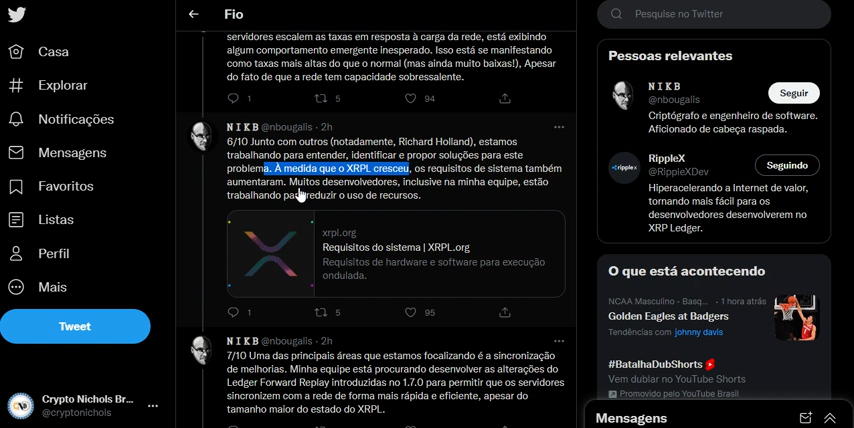 Fio
Pesquise no Twitter
Casa
Explorar
Notificações
Mensagens
Favoritos
Listas
Perfil
Mais
Tweet
Crypto Nichols Br...
@cryptonichols
servidores escalem as taxas em resposta à carga da rede, está exibindo
algum comportamento emergente inesperado. Isso está se manifestando
como taxas mais altas do que o normal (mas ainda muito baixas!), Apesar
do fato de que a rede tem capacidade sobressalente.
1 5 94
NIKB @nbougalis · 2h
6/10 Junto com outros (notadamente, Richard Holland), estamos
trabalhando para entender, identificar e propor soluções para este
problema. À medida que o XRPL cresceu, os requisitos de sistema também
aumentaram. Muitos desenvolvedores, inclusive na minha equipe, estão
trabalhando para reduzir o uso de recursos.
xrpl.org
Requisitos do sistema | XRPL.org
Requisitos de hardware e software para execução
ondulada.
1 5 95
NIKB @nbougalis · 2h
7/10 Uma das principais áreas que estamos focalizando é a sincronização
de melhorias. Minha equipe está procurando desenvolver as alterações do
Ledger Forward Replay introduzidas no 1.7.0 para permitir que os servidores
sincronizem com a rede de forma mais rápida e eficiente, apesar do
tamanho maior do estado do XRPL.
Pessoas relevantes
NIKB
@nbougalis
Seguir
Criptógrafo e engenheiro de software.
Aficionado de cabeça raspada.
ripple
RippleX
@RippleXDev
Seguindo
Hiperacelerando a Internet de valor,
tornando mais fácil para os
desenvolvedores desenvolverem no
XRP Ledger.
O que está acontecendo
NCAA Masculino - Basq... · 1 hora atrás
Golden Eagles at Badgers
Tendências com johnny davis
#BatalhaDubShorts
Vem dublar no YouTube Shorts
Promovido pelo YouTube Brasil
Mensagens